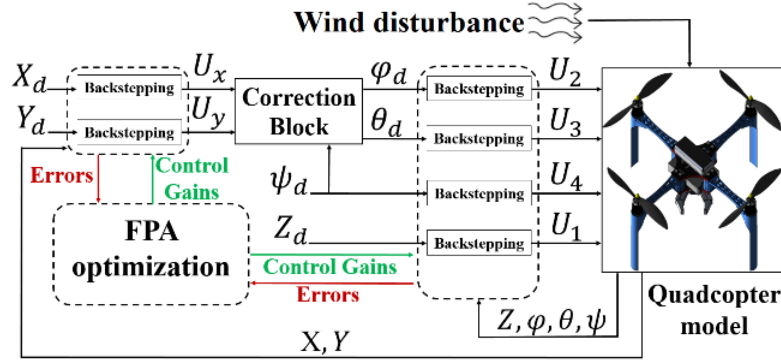 Wind disturbance
X_d
Backstepping
U_x
φ_d
Backstepping
U_2
Y_d
Backstepping
U_y
Correction
Block
θ_d
Backstepping
U_3
Errors
Control
Gains
ψ_d
Backstepping
U_4
FPA
optimization
Z_d
Backstepping
U_1
Control Gains
Errors
Quadcopter
model
Z, φ, θ, ψ
X, Y